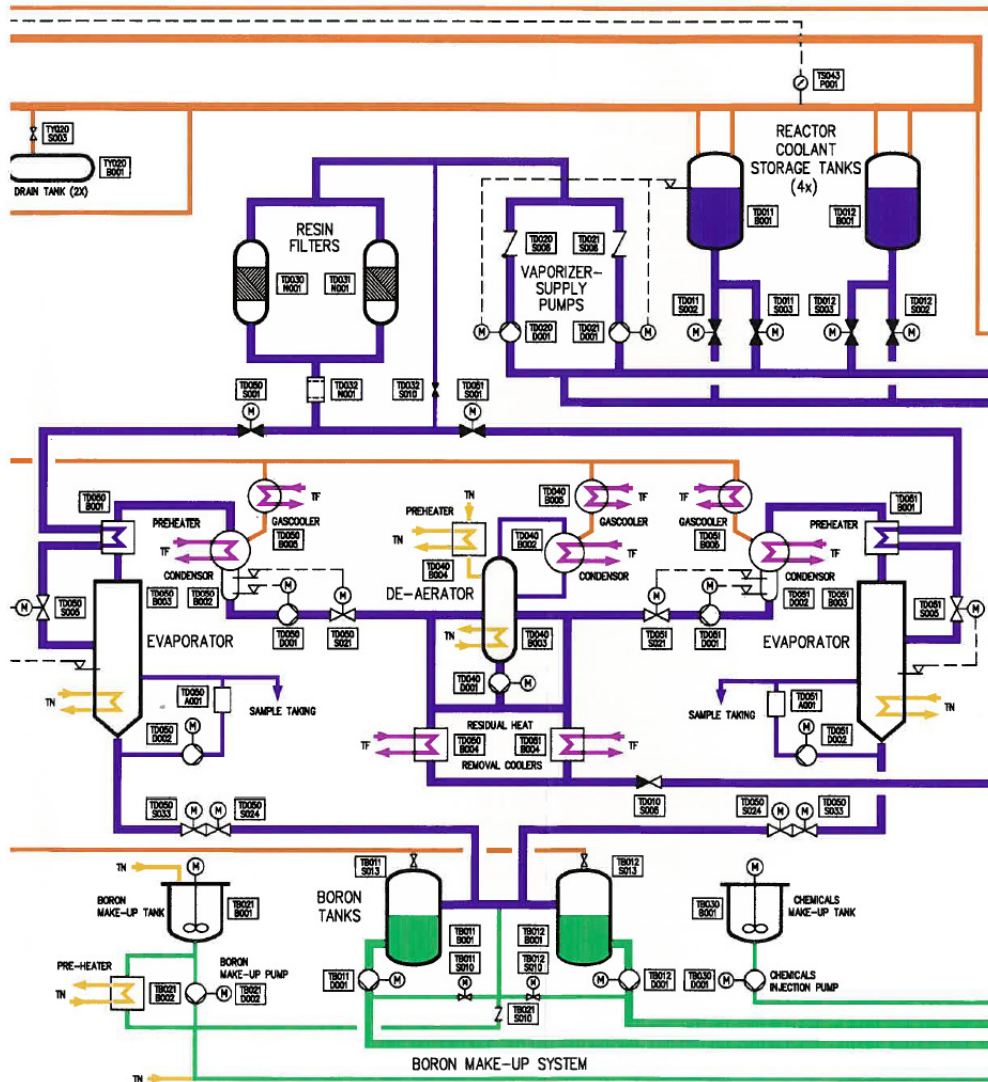 TS043
P001
TY020
S003
TY020
B001
DRAIN TANK (2X)
REACTOR
COOLANT
STORAGE TANKS
(4x)
TD011
B001
TD012
B001
RESIN
FILTERS
TD020
S006
TD021
S006
TD030
N001
TD031
N001
VAPORIZER-
SUPPLY
PUMPS
TD011
S002
TD011
S003
TD012
S003
TD012
S002
M
TD020
D001
TD021
D001
M
M
M
M
M
TD050
S001
TD032
N001
TD032
S010
TD051
S001
M
M
TD050
B001
PREHEATER
TF
TD050
B005
GASCOOLER
TN
PREHEATER
TN
TD040
B004
TD040
B005
TF
GASCOOLER
TF
GASCOOLER
TD051
B005
TD051
B001
PREHEATER
TF
CONDENSOR
TD040
B002
TF
CONDENSOR
TF
CONDENSOR
M
TD050
S005
TD050
B003
TD050
B002
M
M
DE-AERATOR
M
M
TD051
D002
TD051
B003
TD051
S005
M
EVAPORATOR
TD050
D001
TD050
S021
TN
TD040
B003
TD051
S021
TD051
D001
EVAPORATOR
TN
TD050
A001
SAMPLE TAKING
TD040
D001
M
SAMPLE TAKING
TD051
A001
TN
TD050
D002
M
RESIDUAL HEAT
TF
TD050
B004
TD051
B004
TF
REMOVAL COOLERS
M
TD051
D002
TD050
S033
M
M
TD050
S024
TD010
S006
TD050
S024
M
M
TD050
S033
TN
M
BORON
MAKE-UP TANK
TB021
B001
TB011
S013
TB012
S013
BORON
TANKS
M
TB030
B001
CHEMICALS
MAKE-UP TANK
PRE-HEATER
TN
TB021
B002
BORON
MAKE-UP PUMP
M
TB021
D002
TB011
B001
TB012
B001
TB011
D001
M
TB011
S010
TB012
S010
M
M
M
TB012
D001
TB030
D001
M
CHEMICALS
INJECTION PUMP
TB021
S010
BORON MAKE-UP SYSTEM
TN